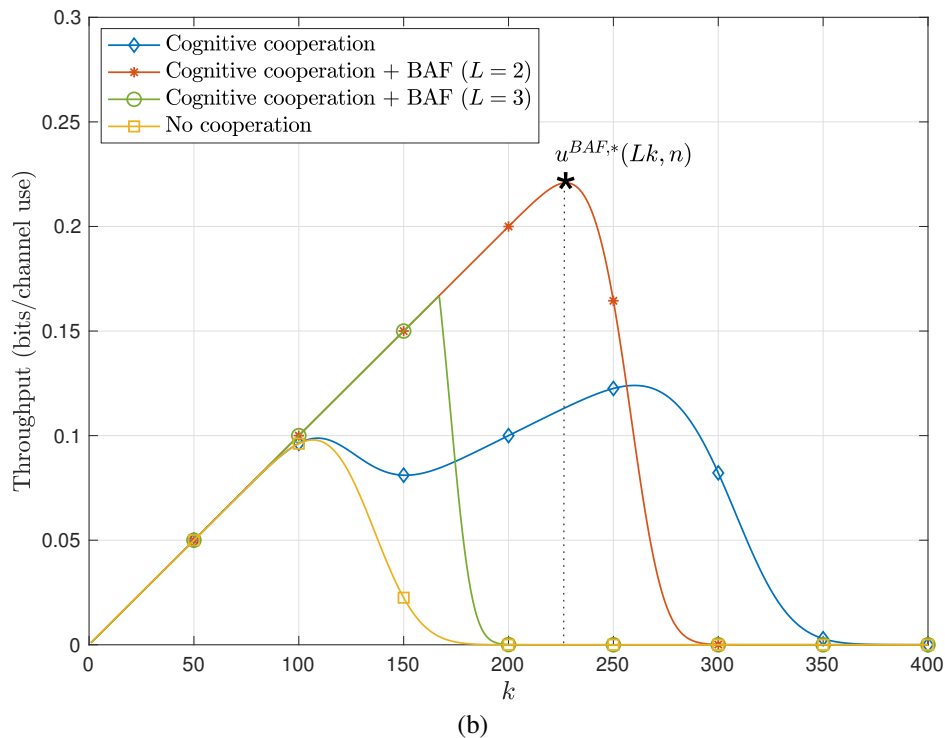 0.3
0.25
0.2
0.15
0.1
0.05
0
Throughput (bits/channel use)
Cognitive cooperation
Cognitive cooperation + BAF (L = 2)
Cognitive cooperation + BAF (L = 3)
No cooperation
u^{BAF,*}(Lk, n)
0 50 100 150 200 250 300 350 400
k
(b)